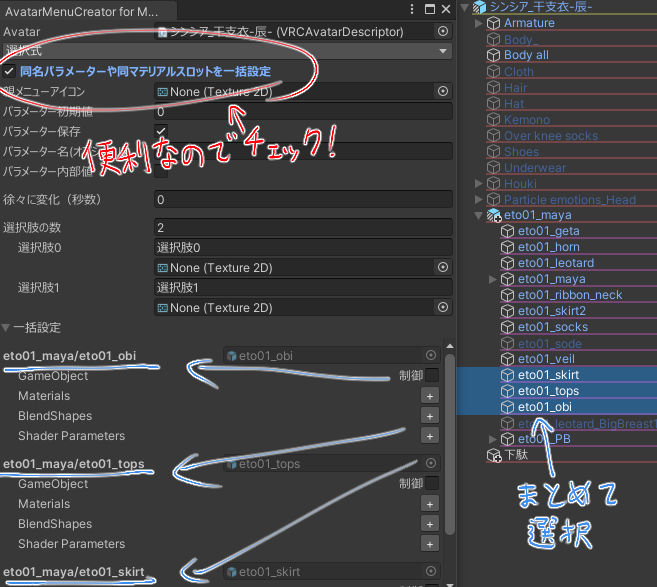 AvatarMenuCreator for M...
Avatar
シンシア_干支衣-辰- (VRCAvatarDescriptor)
選択式
同名パラメーターや同マテリアルスロットを一括設定
親メニューアイコン
None (Texture 2D)
パラメーター初期値
0
パラメーター保存
便利なのでチェック!
パラメーター名(オ
パラメーター内部値
徐々に変化(秒数)
0
選択肢の数
2
選択肢0
選択肢0
None (Texture 2D)
選択肢1
選択肢1
None (Texture 2D)
一括設定
eto01_maya/eto01_obi
eto01_obi
GameObject
制御
Materials
+
BlendShapes
+
Shader Parameters
+
eto01_maya/eto01_tops
eto01_tops
GameObject
制御
Materials
+
BlendShapes
+
Shader Parameters
+
eto01_maya/eto01_skirt
eto01_skirt
GameObject
制御
シンシア_干支衣-辰-
Armature
Body_
Body all
Cloth
Hair
Hat
Kemono
Over knee socks
Shoes
Underwear
Houki
Particle emotions_Head
eto01_maya
eto01_geta
eto01_horn
eto01_leotard
eto01_maya
eto01_ribbon_neck
eto01_skirt2
eto01_socks
eto01_sode
eto01_veil
eto01_skirt
eto01_tops
eto01_obi
_leotard_BigBreast1
eto01_PB
下駄
まとめて
選択